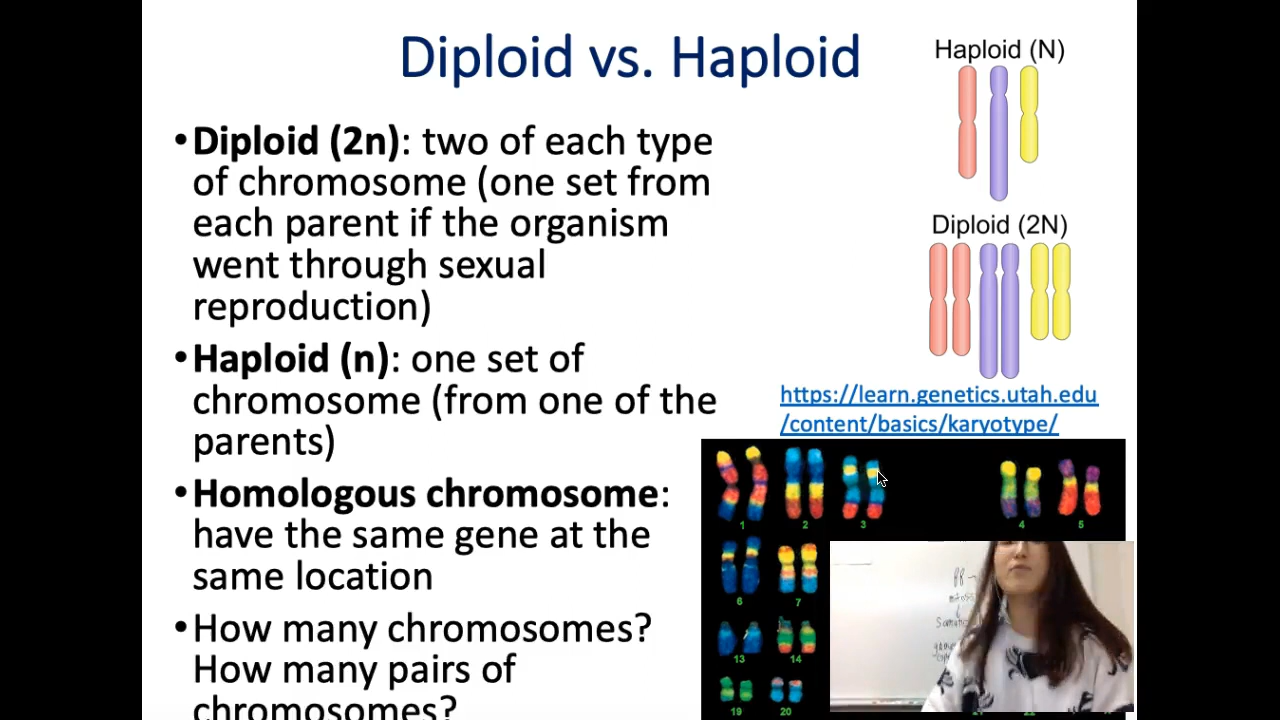 Diploid vs. Haploid
•Diploid (2n): two of each type
of chromosome (one set from
each parent if the organism
went through sexual
reproduction)
•Haploid (n): one set of
chromosome (from one of the
parents)
•Homologous chromosome:
have the same gene at the
same location
•How many chromosomes?
How many pairs of
chromosomes?
Haploid (N)
Diploid (2N)
https://learn.genetics.utah.edu
/content/basics/karyotype/
1 2 3 4 5
6 7
13 14
19 20